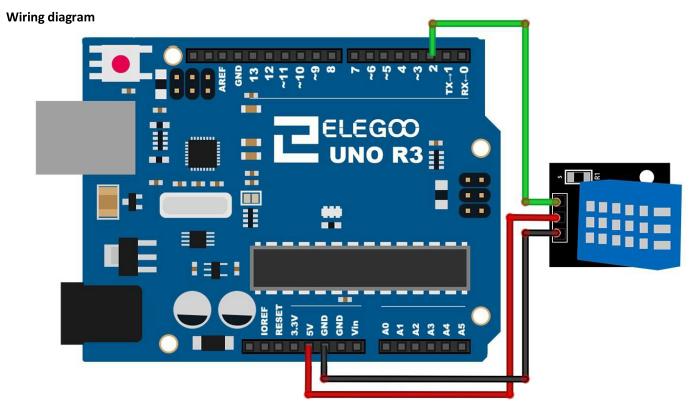 Wiring diagram
AREF
GND
13
12
~11
~10
~9
8
7
~6
~5
4
~3
2
TX→1
RX←0
ELEGOO
UNO R3
S
R1
IOREF
RESET
3.3V
5V
GND
GND
Vin
A0
A1
A2
A3
A4
A5